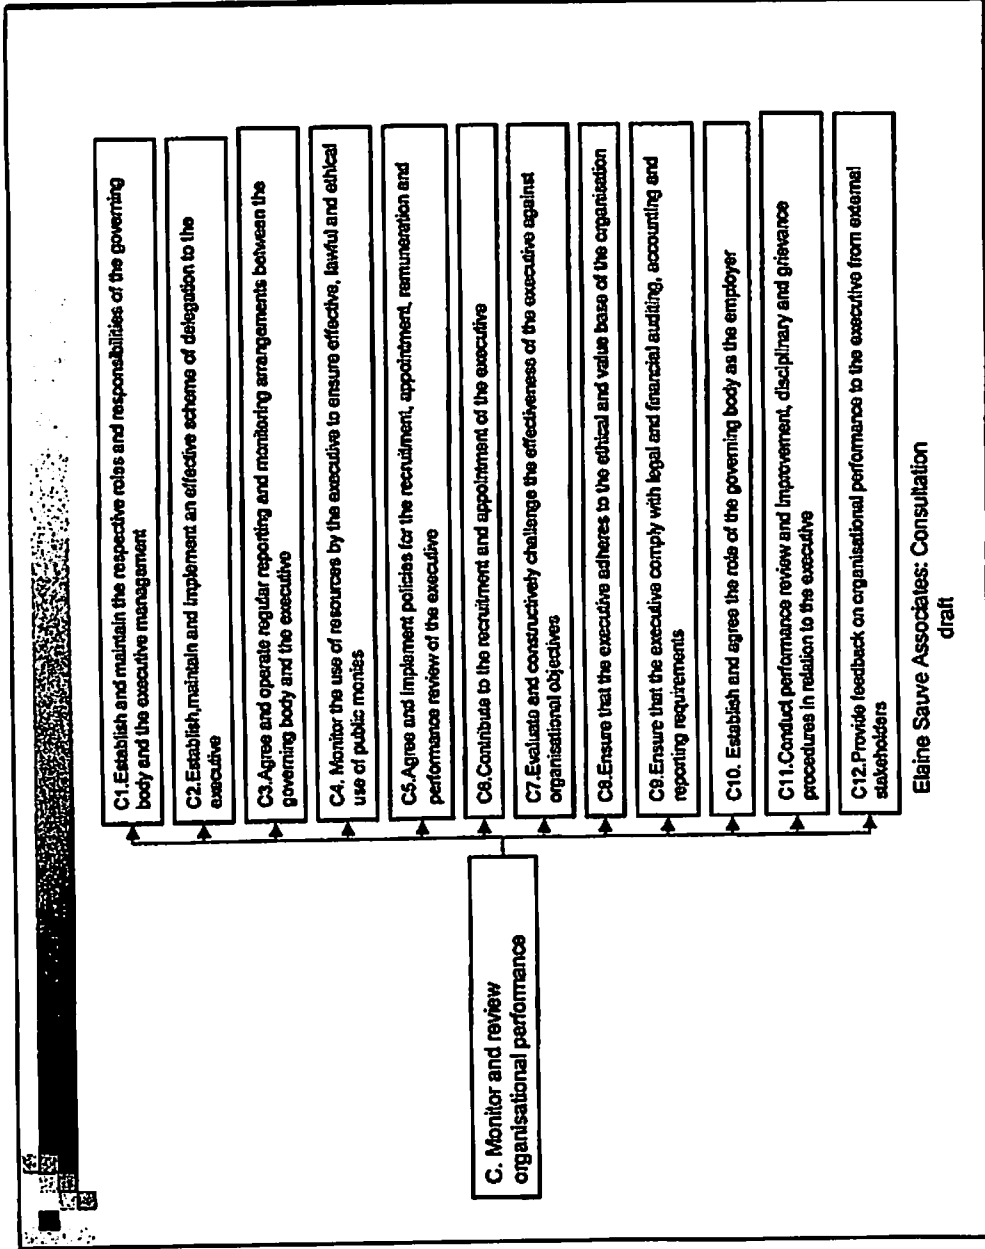 C. Monitor and review
organisational performance
C1.Establish and maintain the respective roles and responsibilities of the governing
body and the executive management
C2.Establish,maintain and implement an effective scheme of delegation to the
executive
C3.Agree and operate regular reporting and monitoring arrangements between the
governing body and the executive
C4. Monitor the use of resources by the executive to ensure effective, lawful and ethical
use of public monies
C5.Agree and implement policies for the recruitment, appointment, remuneration and
performance review of the executive
C6.Contribute to the recruitment and appointment of the executive
C7.Evaluate and constructively challenge the effectiveness of the executive against
organisational objectives
C8.Ensure that the executive adheres to the ethical and value base of the organisation
C9.Ensure that the executive comply with legal and financial auditing, accounting and
reporting requirements
C10. Establish and agree the role of the governing body as the employer
C11.Conduct performance review and improvement, disciplinary and grievance
procedures in relation to the executive
C12.Provide feedback on organisational performance to the executive from external
stakeholders
Elaine Sauve Associates: Consultation
draft